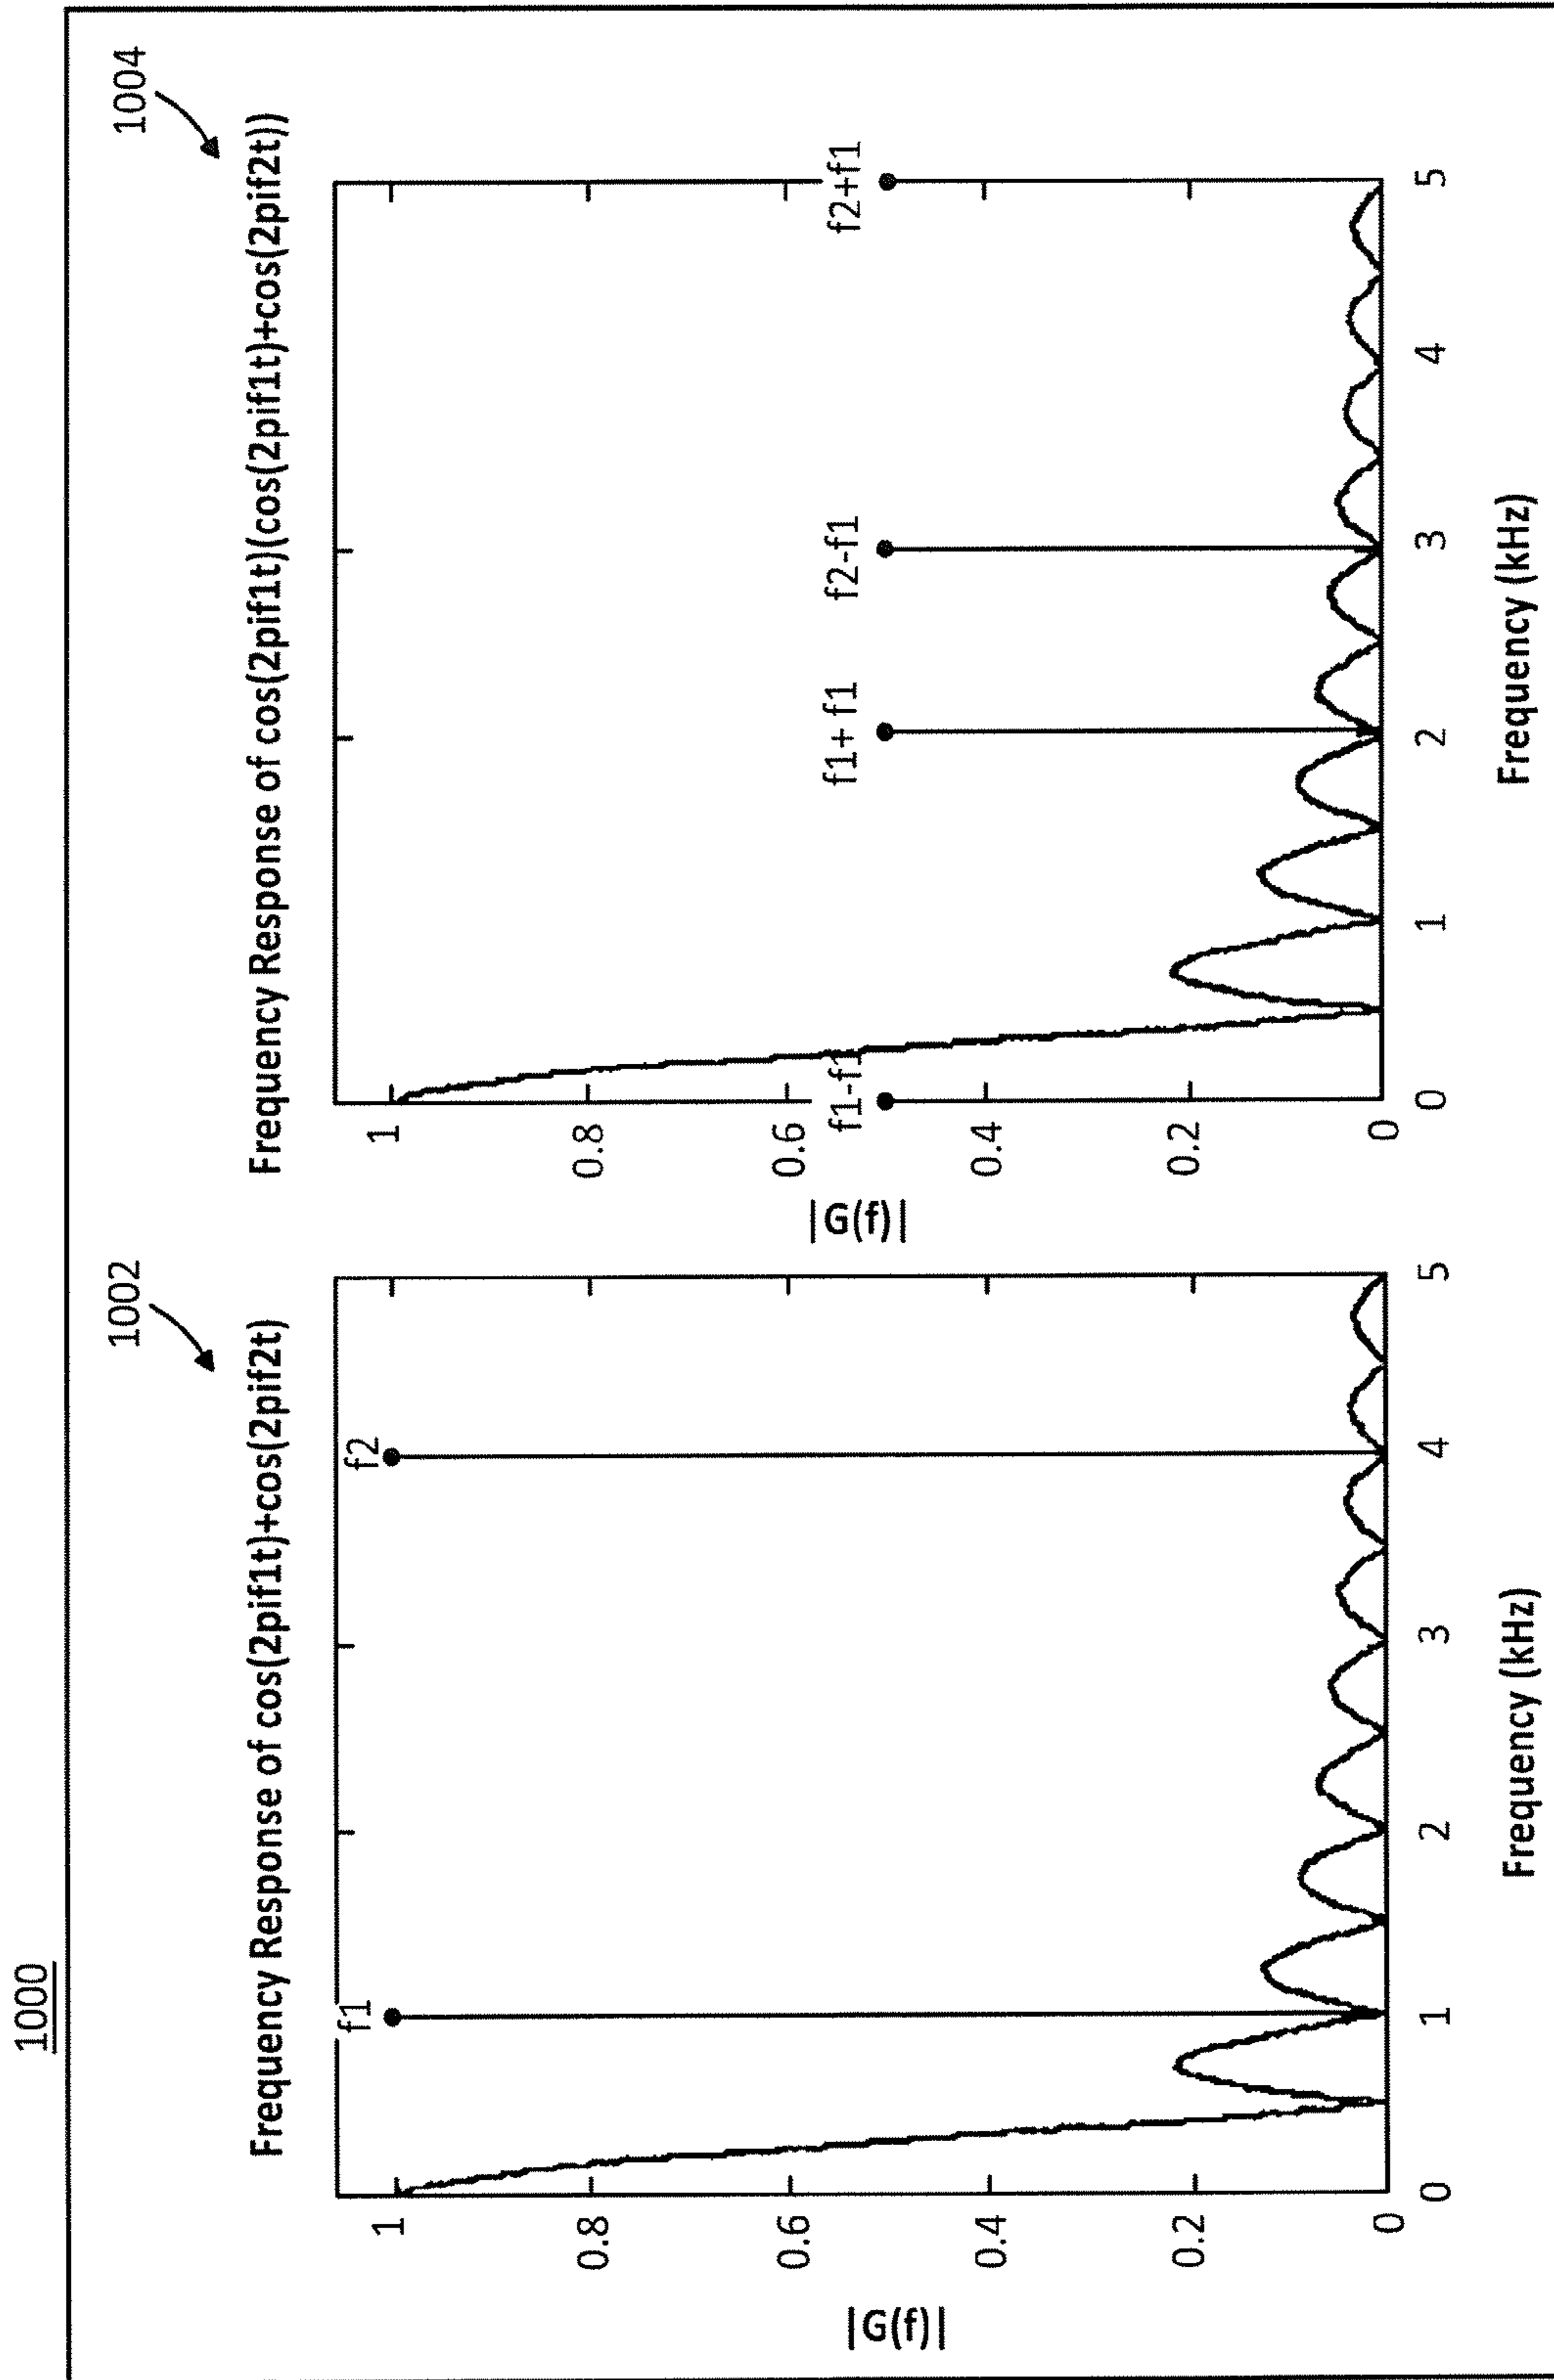 1000
1002
Frequency Response of cos(2pif1t)+cos(2pif2t)
|G(f)|
1
0.8
0.6
0.4
0.2
0
f1
f2
0 1 2 3 4 5
Frequency (kHz)
1004
Frequency Response of cos(2pif1t)(cos(2pif1t)+cos(2pif2t))
|G(f)|
1
0.8
0.6
0.4
0.2
0
f1-f1
f1+ f1
f2-f1
f2+f1
0 1 2 3 4 5
Frequency (kHz)